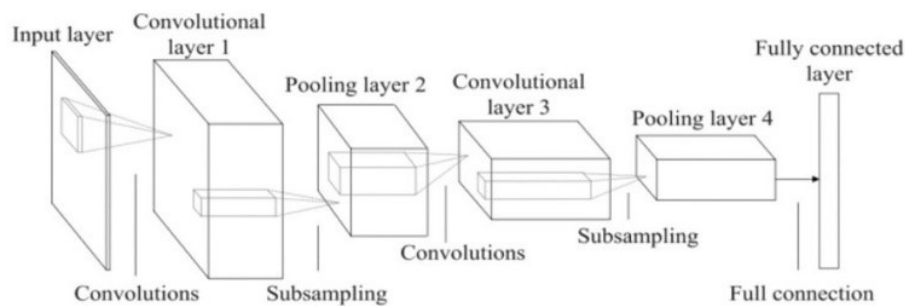 Input layer
Convolutional
layer 1
Pooling layer 2
Convolutional
layer 3
Pooling layer 4
Fully connected
layer
Convolutions
Subsampling
Convolutions
Subsampling
Full connection